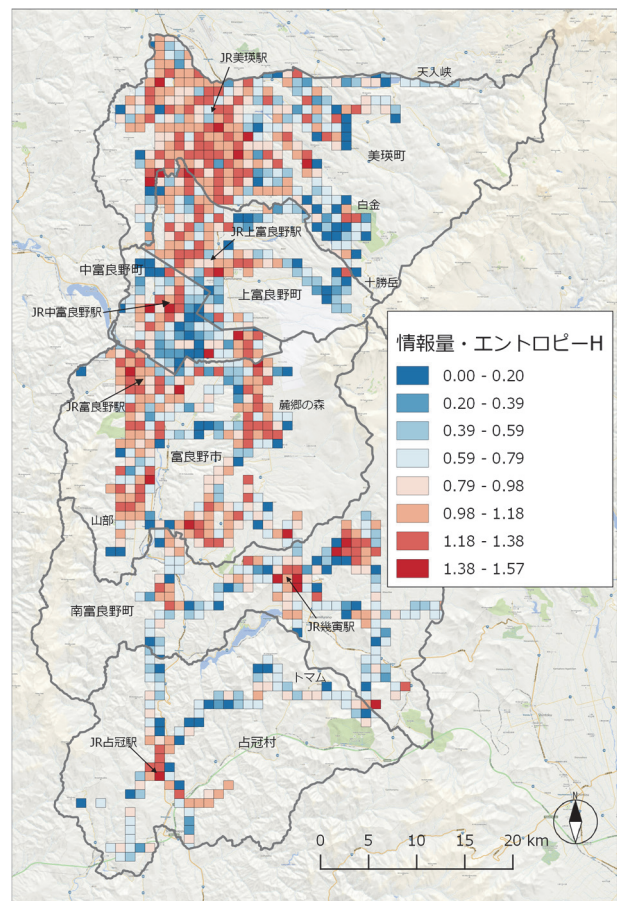 JR美瑛駅
天入峡
美瑛町
白金
JR上富良野駅
中富良野町
十勝岳
上富良野町
JR中富良野駅
情報量・エントロピーH
0.00 - 0.20
0.20 - 0.39
0.39 - 0.59
0.59 - 0.79
0.79 - 0.98
0.98 - 1.18
1.18 - 1.38
1.38 - 1.57
JR富良野駅
麓郷の森
富良野市
山部
南富良野町
JR幾寅駅
トマム
JR占冠駅
占冠村
N
0 5 10 15 20 km